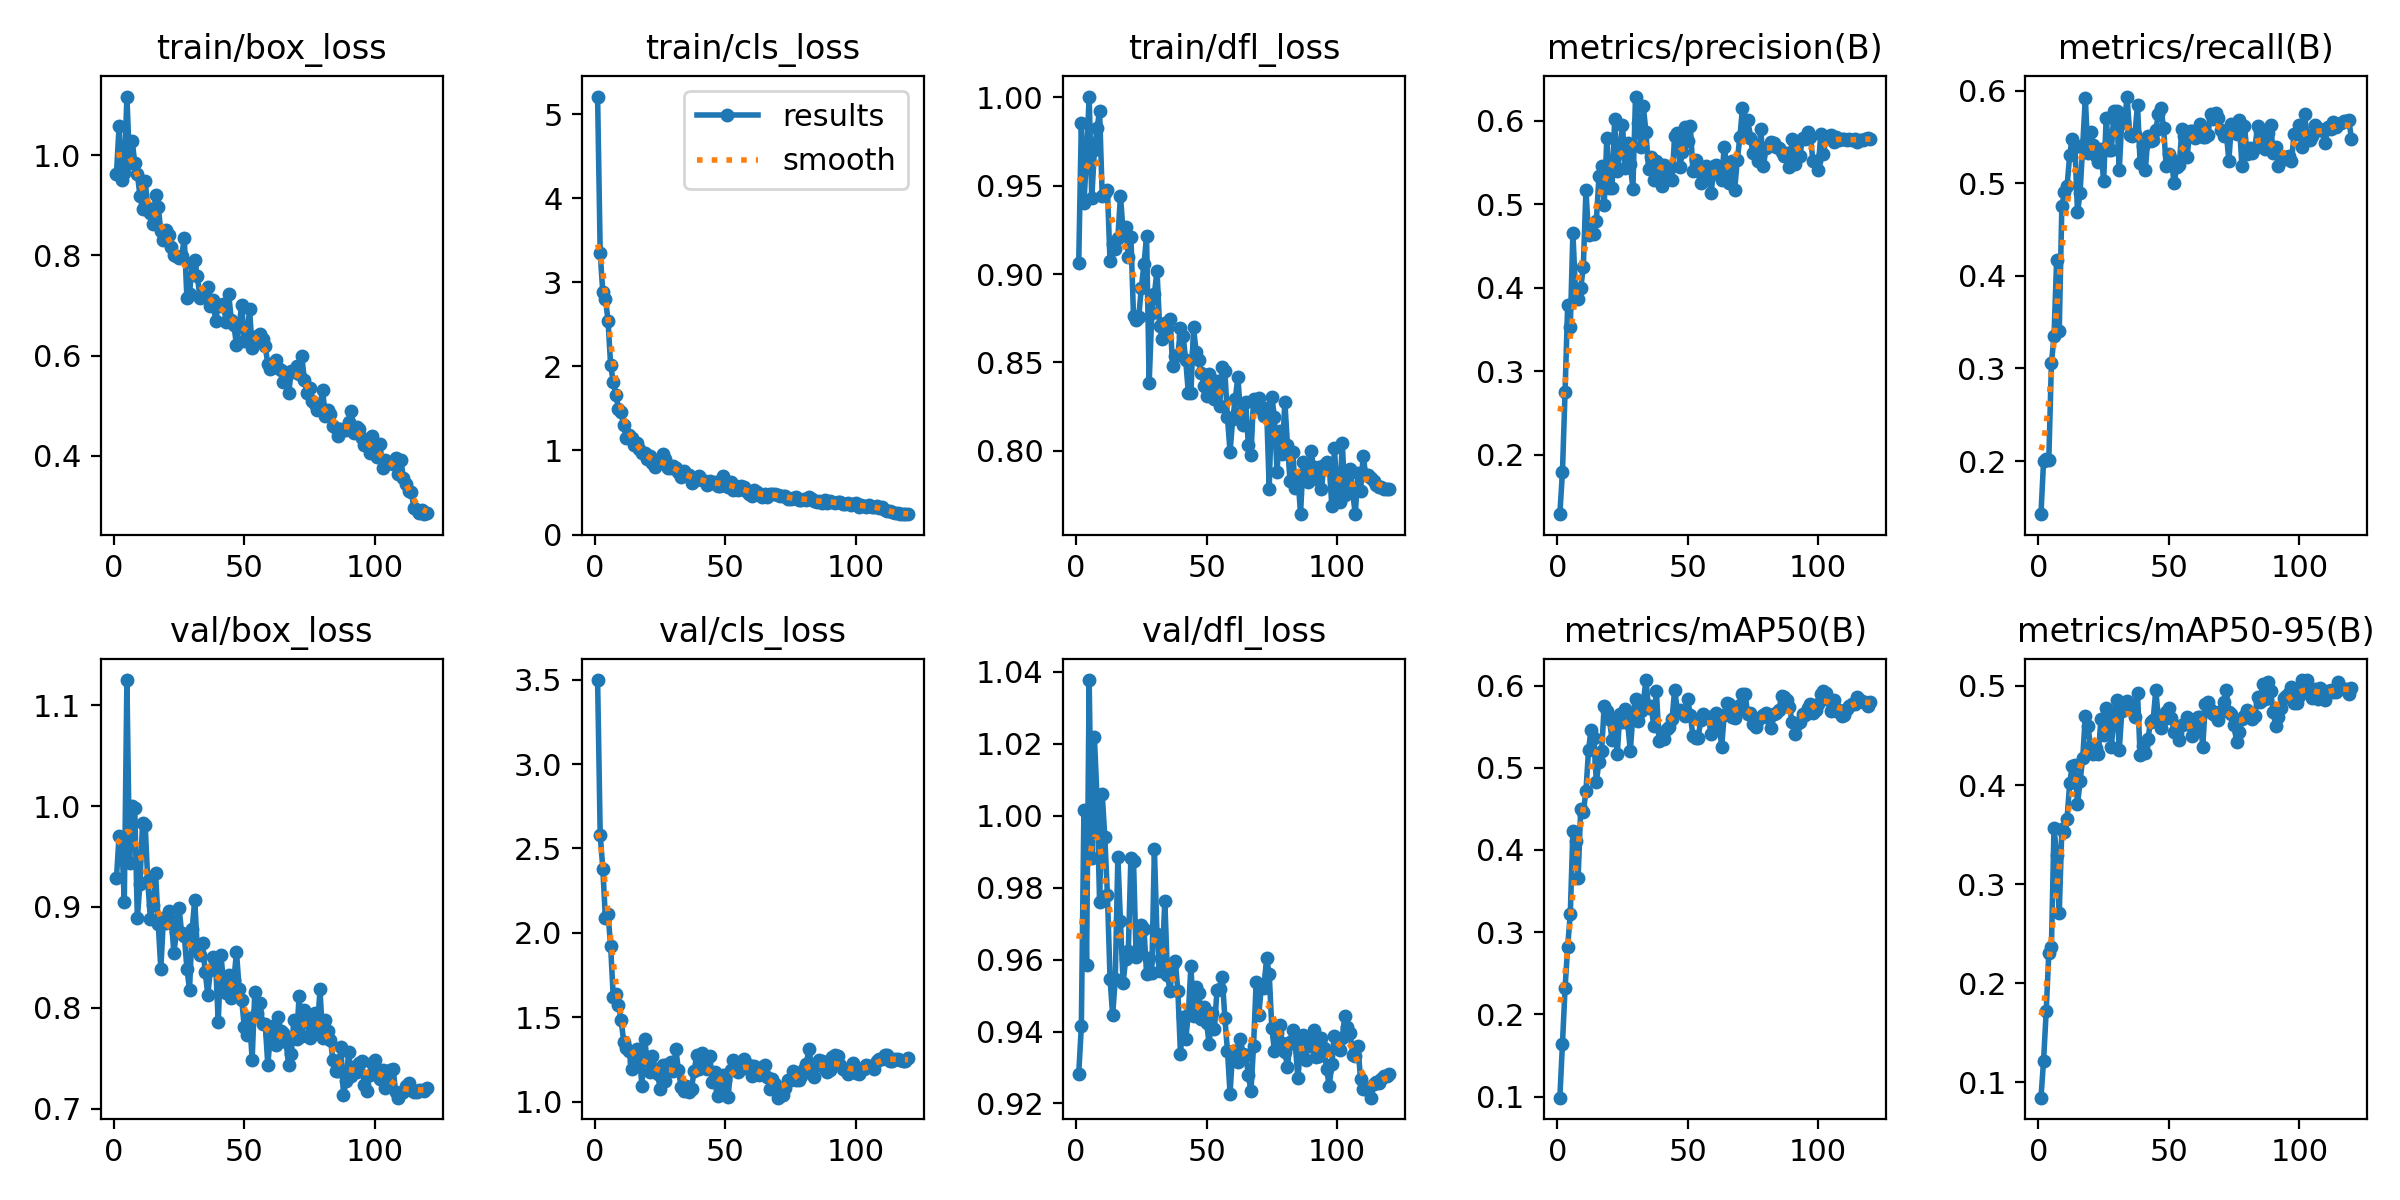 train/box_loss
train/cls_loss
train/dfl_loss
metrics/precision(B)
metrics/recall(B)
1.0
0.8
0.6
0.4
0 50 100
5
4
3
2
1
0
0 50 100
results
smooth
1.00
0.95
0.90
0.85
0.80
0 50 100
0.6
0.5
0.4
0.3
0.2
0 50 100
0.6
0.5
0.4
0.3
0.2
0 50 100
val/box_loss
val/cls_loss
val/dfl_loss
metrics/mAP50(B)
metrics/mAP50-95(B)
1.1
1.0
0.9
0.8
0.7
0 50 100
3.5
3.0
2.5
2.0
1.5
1.0
0 50 100
1.04
1.02
1.00
0.98
0.96
0.94
0.92
0 50 100
0.6
0.5
0.4
0.3
0.2
0.1
0 50 100
0.5
0.4
0.3
0.2
0.1
0 50 100